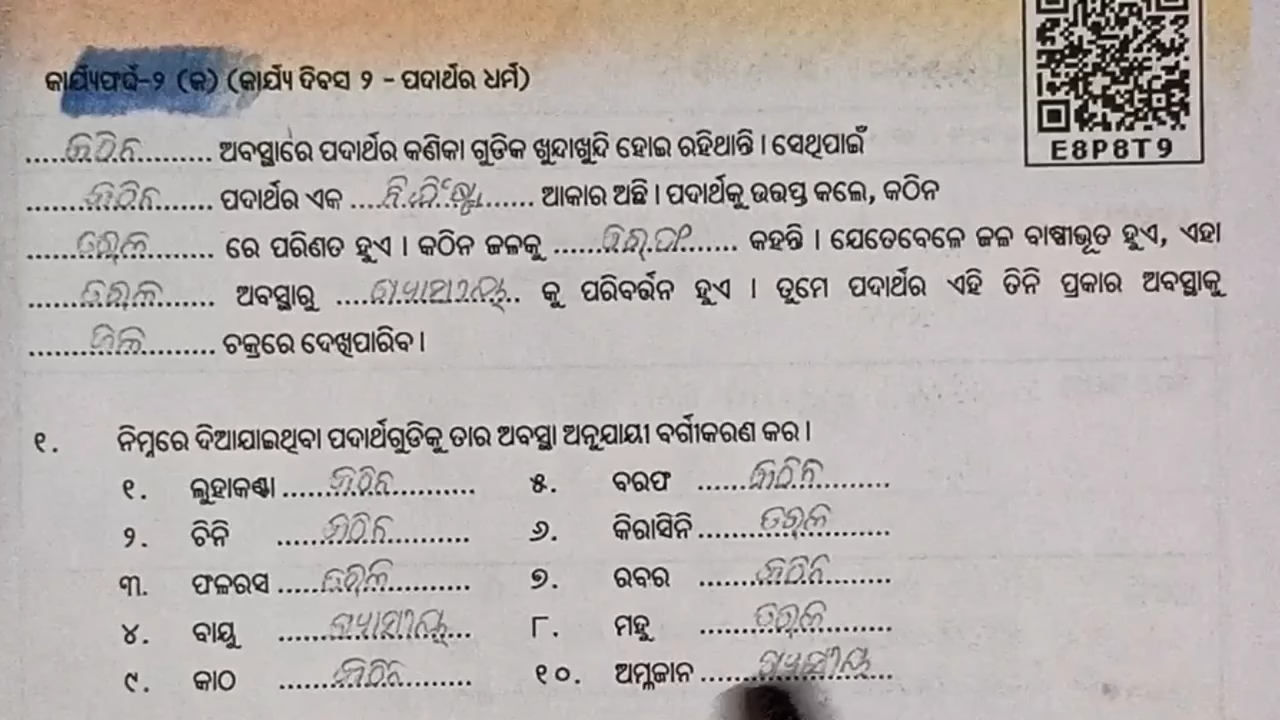 E8P8T9
କାର୍ଯ୍ୟଫର୍ଦ୍ଦ-୨ (କ) (କାର୍ଯ୍ୟ ଦିବସ ୨ - ପଦାର୍ଥର ଧର୍ମ)
.....କଠିନ.......... ଅବସ୍ଥାରେ ପଦାର୍ଥର କଣିକା ଗୁଡିକ ଖୁନ୍ଦାଖୁନ୍ଦି ହୋଇ ରହିଥାନ୍ତି । ସେଥିପାଇଁ
.......କଠିନ........ ପଦାର୍ଥର ଏକ ....ନିର୍ଦ୍ଦିଷ୍ଟ...... ଆକାର ଅଛି । ପଦାର୍ଥକୁ ଉତ୍ତପ୍ତ କଲେ, କଠିନ
.......ତରଳ.......... ରେ ପରିଣତ ହୁଏ । କଠିନ ଜଳକୁ ......ବରଫ....... କହନ୍ତି । ଯେତେବେଳେ ଜଳ ବାଷ୍ପୀଭୂତ ହୁଏ, ଏହା
.......ତରଳ........ ଅବସ୍ଥାରୁ ....ଗ୍ୟାସୀୟ.. କୁ ପରିବର୍ତ୍ତନ ହୁଏ । ତୁମେ ପଦାର୍ଥର ଏହି ତିନି ପ୍ରକାର ଅବସ୍ଥାକୁ
........ଜଳ.......... ଚକ୍ରରେ ଦେଖିପାରିବ ।
୧. ନିମ୍ନରେ ଦିଆଯାଇଥିବା ପଦାର୍ଥଗୁଡିକୁ ତାର ଅବସ୍ଥା ଅନୁଯାୟୀ ବର୍ଗୀକରଣ କର ।
୧. ଲୁହାକଣ୍ଟା ......କଠିନ.......... ୫. ବରଫ ......କଠିନ........
୨. ଚିନି ......କଠିନ......... ୬. କିରାସିନି ........ତରଳ.......
୩. ଫଳରସ ......ତରଳ.......... ୭. ରବର .......କଠିନ.......
୪. ବାୟୁ .......ଗ୍ୟାସୀୟ... ୮. ମହୁ .......ତରଳ........
୯. କାଠ ........କଠିନ......... ୧୦. ଅମ୍ଳଜାନ ........ଗ୍ୟାସୀୟ...